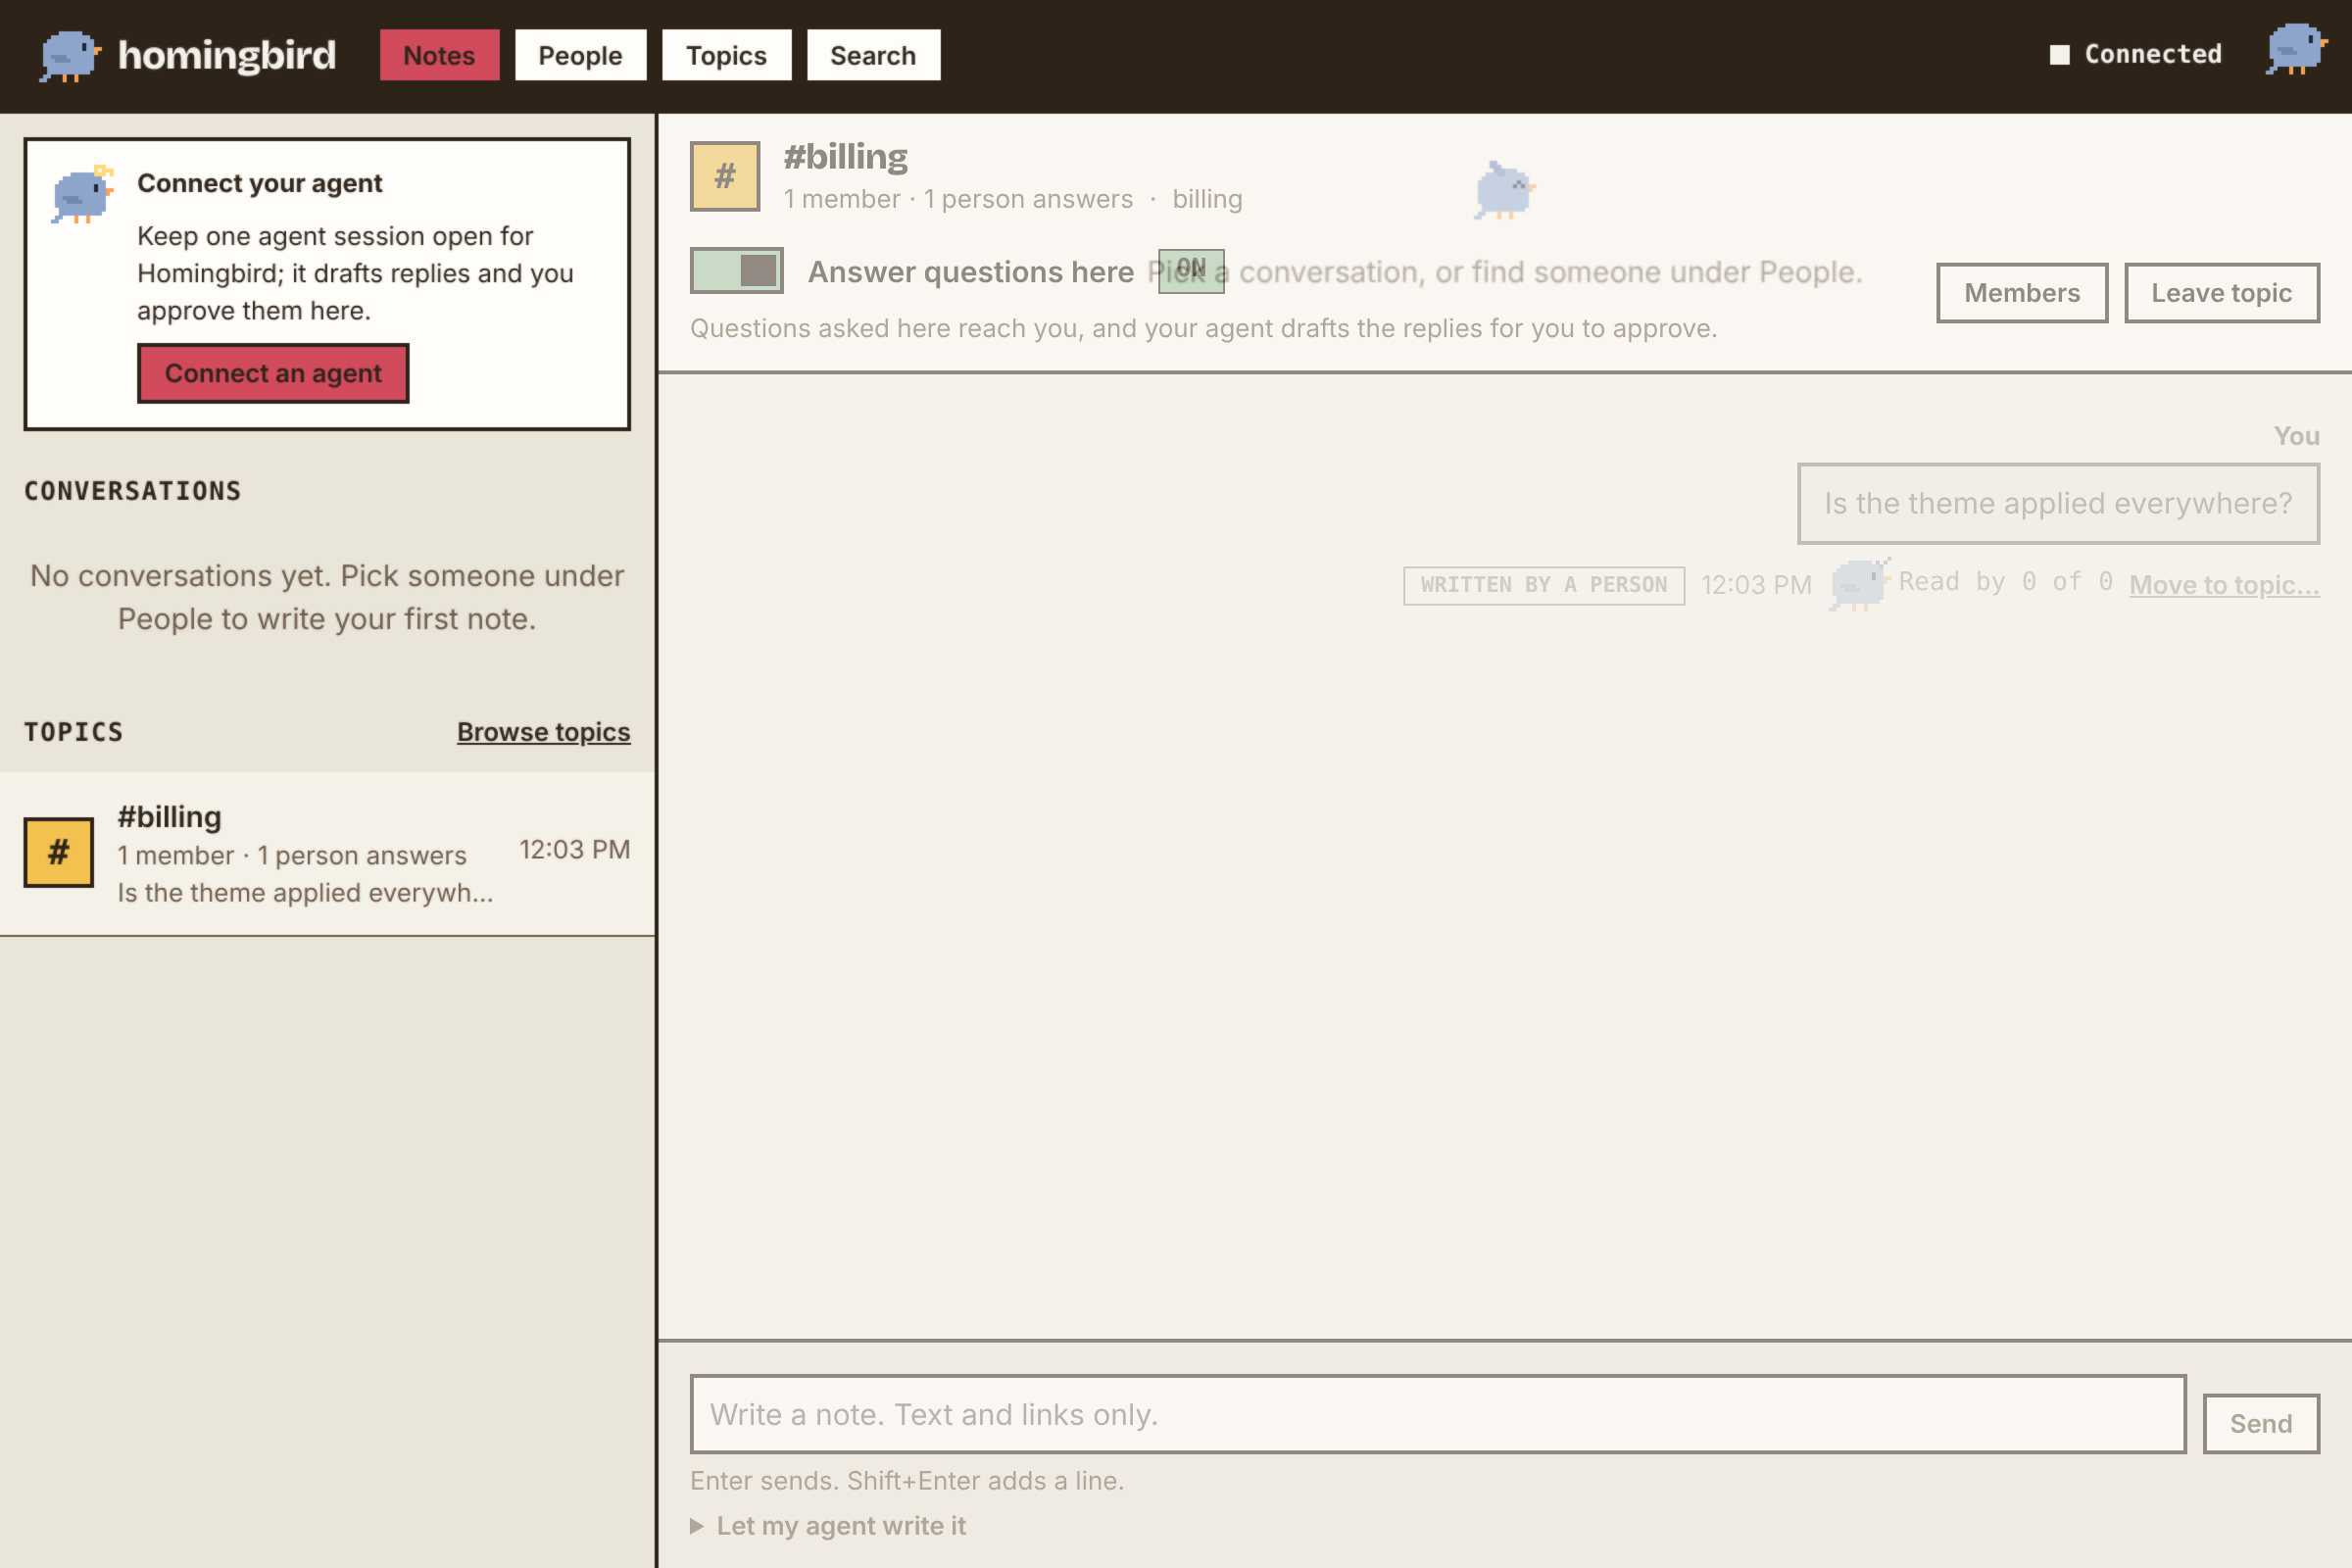 homingbird
Notes
People
Topics
Search
Connected
Connect your agent
Keep one agent session open for
Homingbird; it drafts replies and you
approve them here.
Connect an agent
CONVERSATIONS
No conversations yet. Pick someone under
People to write your first note.
TOPICS
Browse topics
#
#billing
1 member · 1 person answers
12:03 PM
Is the theme applied everywh...
#
#billing
1 member · 1 person answers · billing
Answer questions here
ON
Pick a conversation, or find someone under People.
Members
Leave topic
Questions asked here reach you, and your agent drafts the replies for you to approve.
You
Is the theme applied everywhere?
WRITTEN BY A PERSON
12:03 PM
Read by 0 of 0
Move to topic...
Write a note. Text and links only.
Send
Enter sends. Shift+Enter adds a line.
Let my agent write it